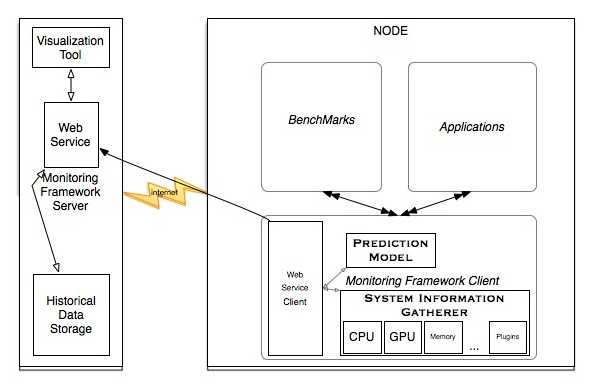 Visualization
Tool
Web
Service
Monitoring
Framework
Server
Historical
Data
Storage
internet
NODE
BenchMarks
Applications
Web
Service
Client
PREDICTION
MODEL
Monitoring Framework Client
SYSTEM INFORMATION
GATHERER
CPU
GPU
Memory
...
Plugins